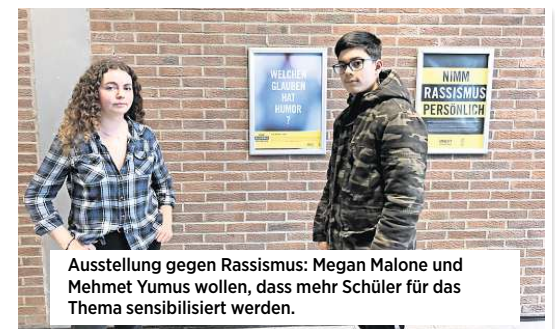 WELCHEN
GLAUBEN
HAT
HUMOR
?
NIMM
RASSISMUS
PERSÖNLICH
Ausstellung gegen Rassismus: Megan Malone und
Mehmet Yumus wollen, dass mehr Schüler für das
Thema sensibilisiert werden.